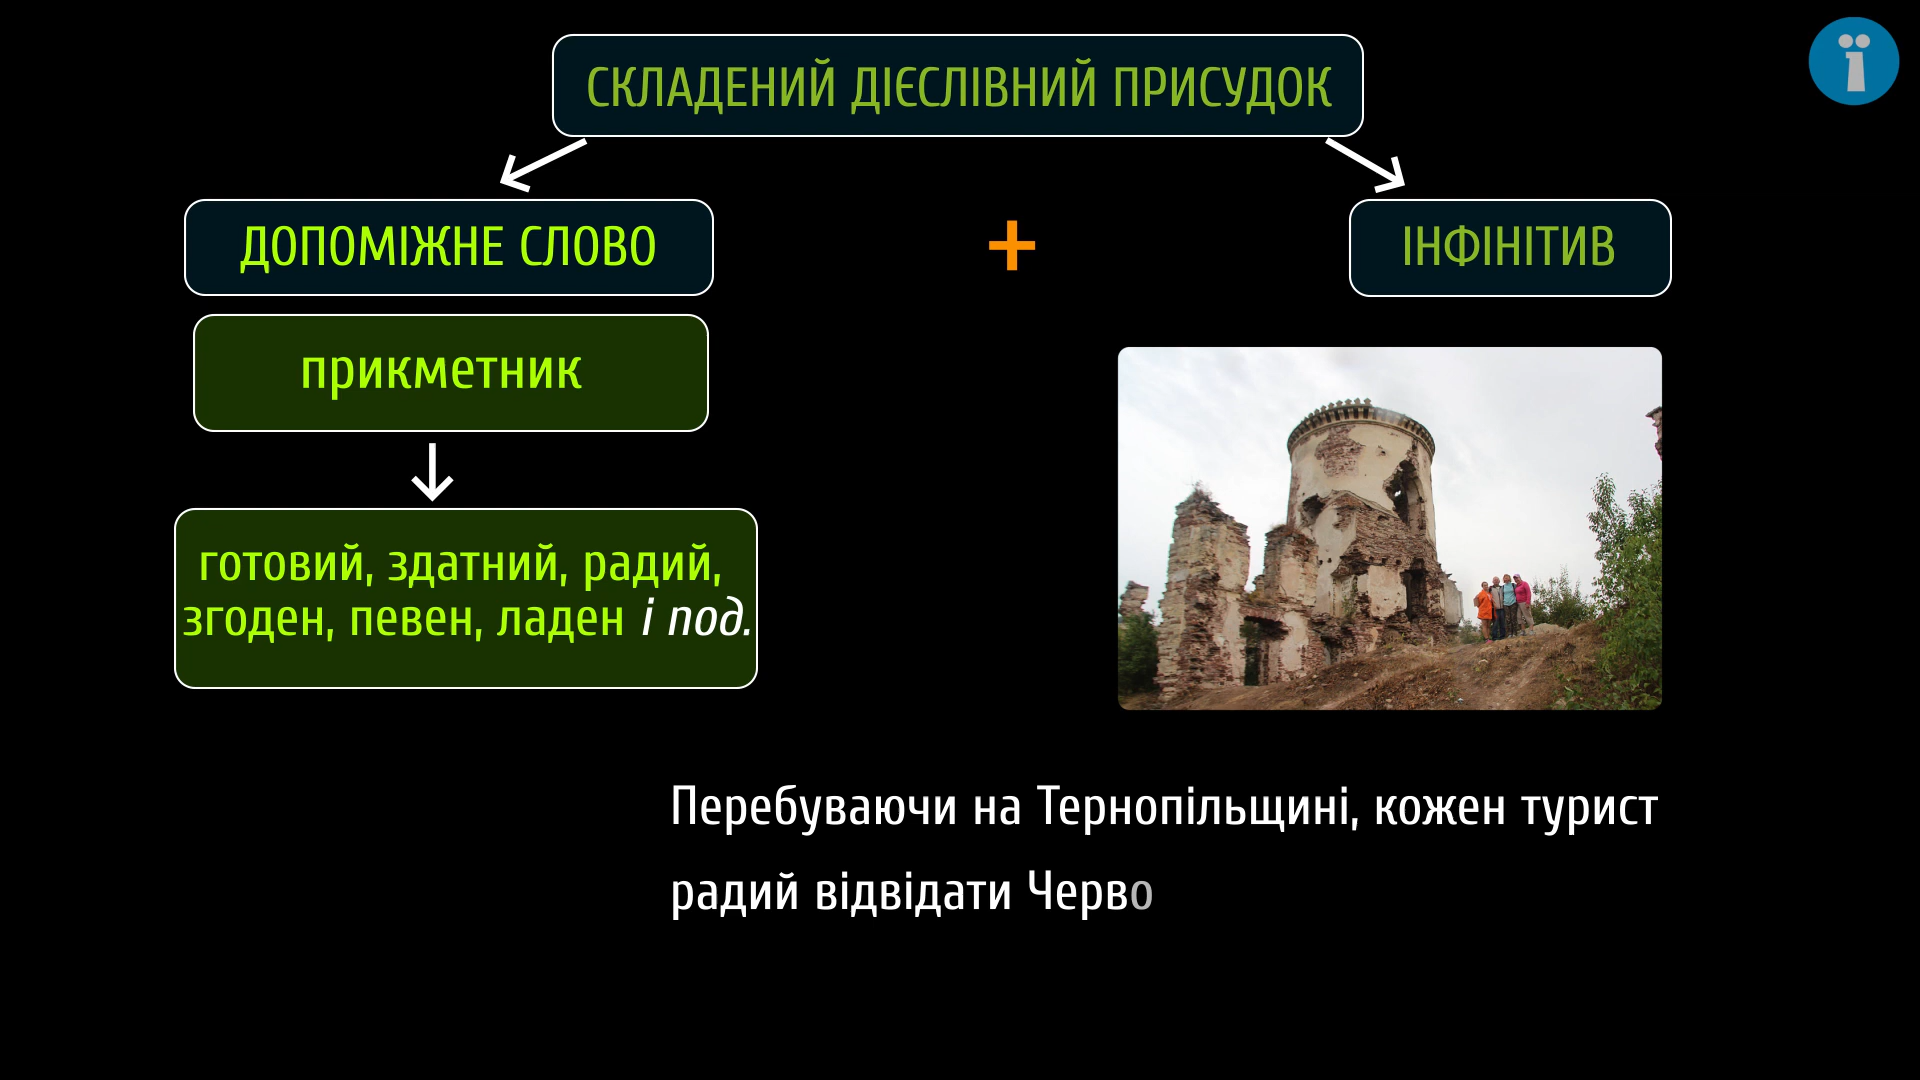 СКЛАДЕНИЙ ДІЄСЛІВНИЙ ПРИСУДОК
ДОПОМІЖНЕ СЛОВО
+
ІНФІНІТИВ
прикметник
готовий, здатний, радий,
згоден, певен, ладен і под.
Перебуваючи на Тернопільщині, кожен турист
радий відвідати Черво
ї